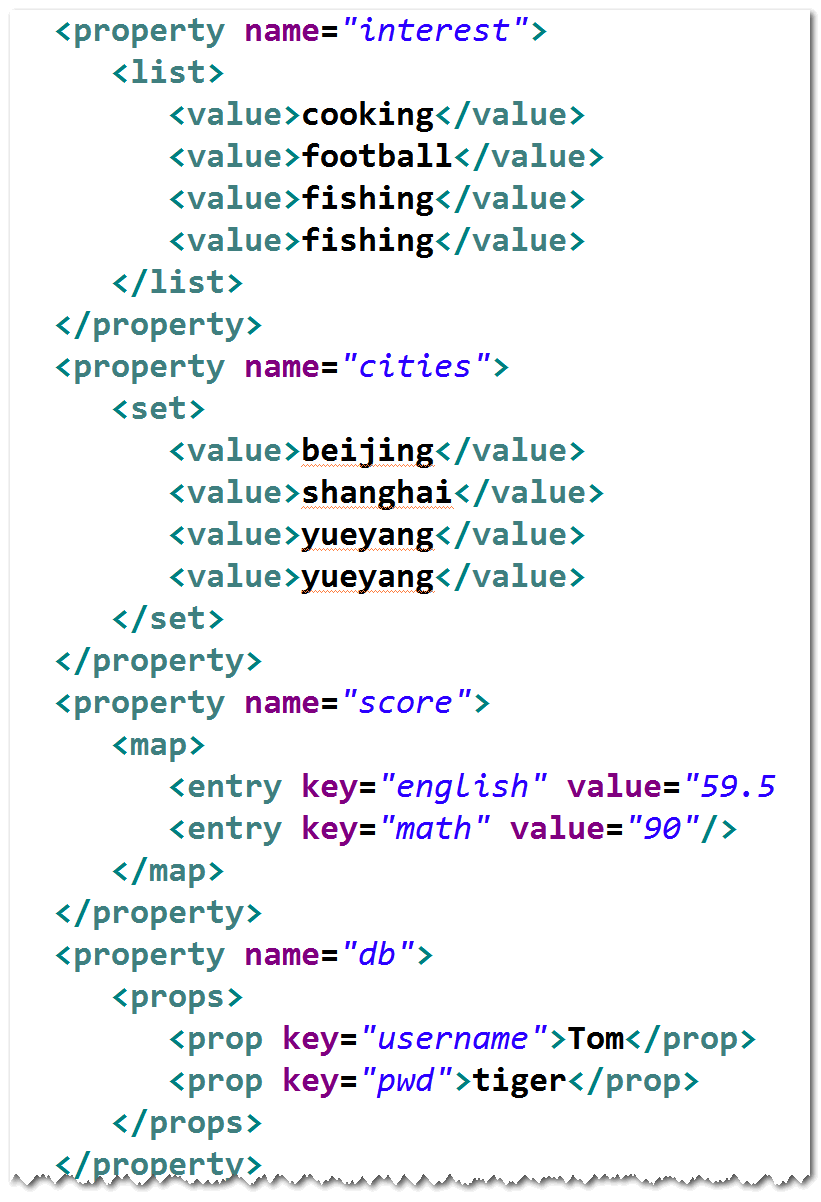 <property name="interest">
<list>
<value>cooking</value>
<value>football</value>
<value>fishing</value>
<value>fishing</value>
</list>
</property>
<property name="cities">
<set>
<value>beijing</value>
<value>shanghai</value>
<value>yueyang</value>
<value>yueyang</value>
</set>
</property>
<property name="score">
<map>
<entry key="english" value="59.5
<entry key="math" value="90"/>
</map>
</property>
<property name="db">
<props>
<prop key="username">Tom</prop>
<prop key="pwd">tiger</prop>
</props>
</property>